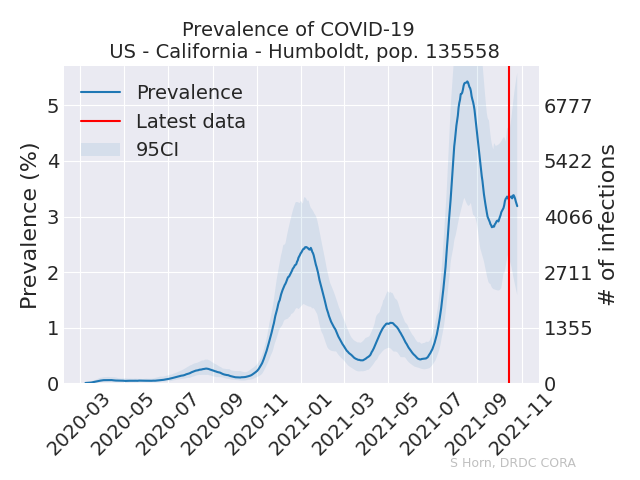 Prevalence of COVID-19
US - California - Humboldt, pop. 135558
Prevalence
Latest data
95CI
Prevalence (%)
5
4
3
2
1
0
6777
5422
4066
2711
1355
0
# of infections
2020-03
2020-05
2020-07
2020-09
2020-11
2021-01
2021-03
2021-05
2021-07
2021-09
2021-11
S Horn, DRDC CORA